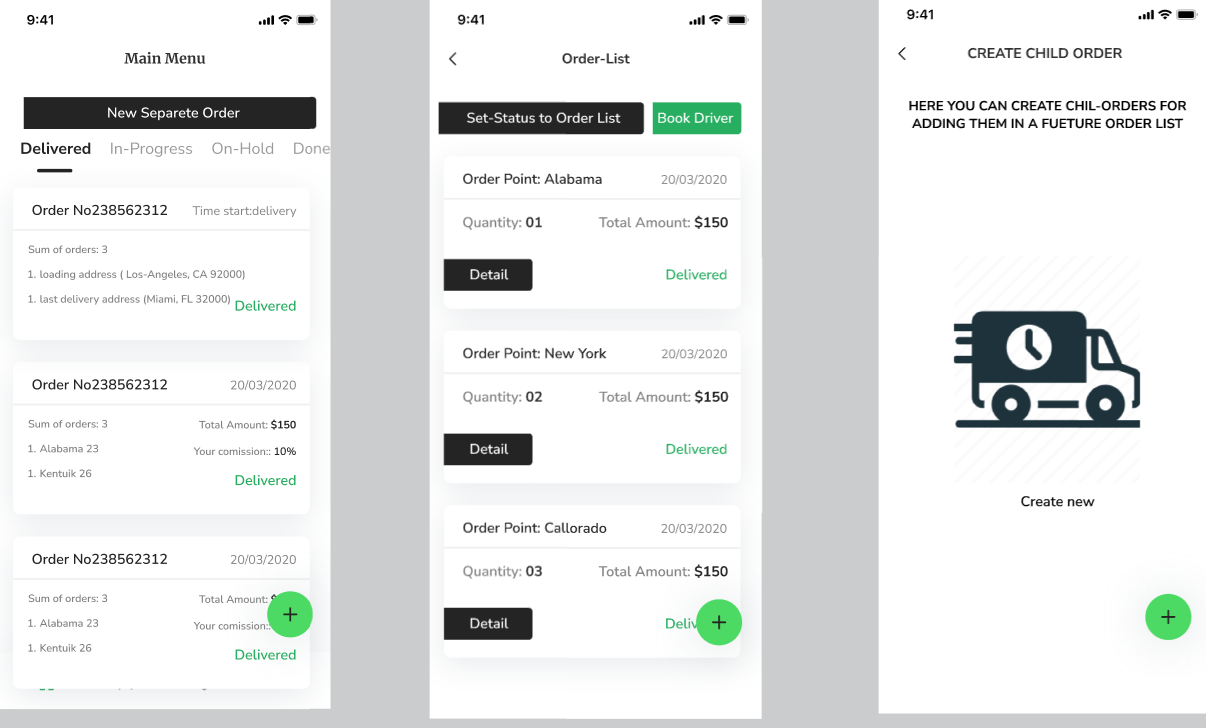 9:41
Main Menu
New Separete Order
Delivered In-Progress On-Hold Done
Order No238562312 Time start:delivery
Sum of orders: 3
1. loading address ( Los-Angeles, CA 92000)
1. last delivery address (Miami, FL 32000) Delivered
Order No238562312 20/03/2020
Sum of orders: 3 Total Amount: $150
1. Alabama 23 Your comission:: 10%
1. Kentuik 26
Delivered
Order No238562312 20/03/2020
Sum of orders: 3 Total Amount: $
1. Alabama 23 Your comission::
1. Kentuik 26
Delivered
+
9:41
Order-List
Set-Status to Order List Book Driver
Order Point: Alabama 20/03/2020
Quantity: 01 Total Amount: $150
Detail Delivered
Order Point: New York 20/03/2020
Quantity: 02 Total Amount: $150
Detail Delivered
Order Point: Callorado 20/03/2020
Quantity: 03 Total Amount: $150
Detail Deliv
+
9:41
CREATE CHILD ORDER
HERE YOU CAN CREATE CHIL-ORDERS FOR
ADDING THEM IN A FUETURE ORDER LIST
Create new
+